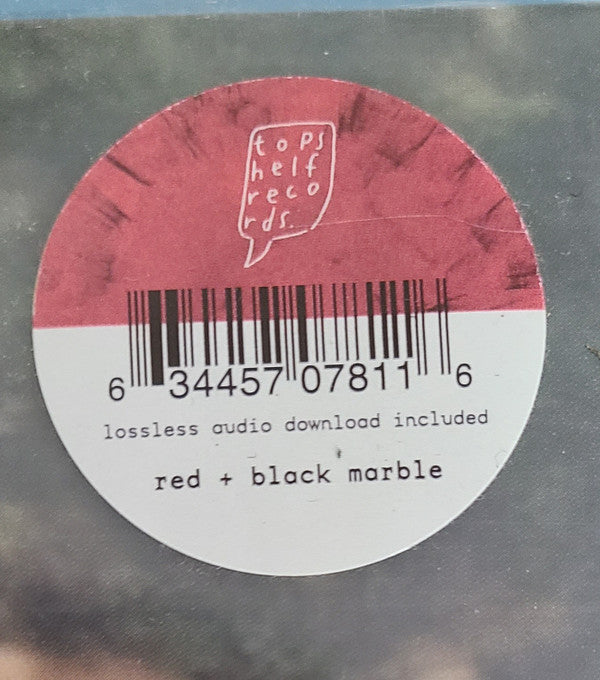 tops
helf
reco
rds.
6 34457 07811 6
lossless audio download included
red + black marble